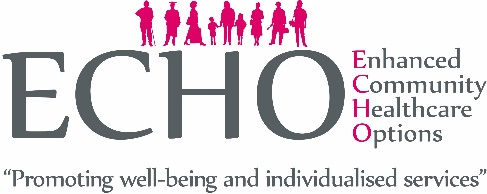 ECHO
Enhanced
Community
Healthcare
Options
“Promoting well-being and individualised services”